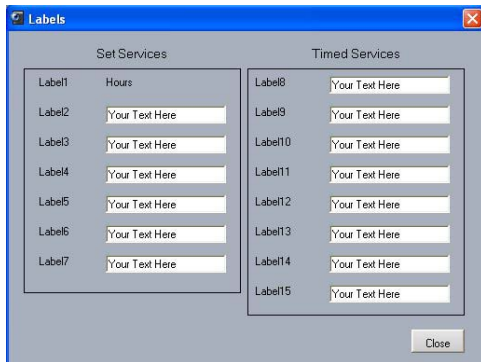 Labels
Set Services
Label1 Hours
Label2 Your Text Here
Label3 Your Text Here
Label4 Your Text Here
Label5 Your Text Here
Label6 Your Text Here
Label7 Your Text Here
Timed Services
Label8 Your Text Here
Label9 Your Text Here
Label10 Your Text Here
Label11 Your Text Here
Label12 Your Text Here
Label13 Your Text Here
Label14 Your Text Here
Label15 Your Text Here
Close